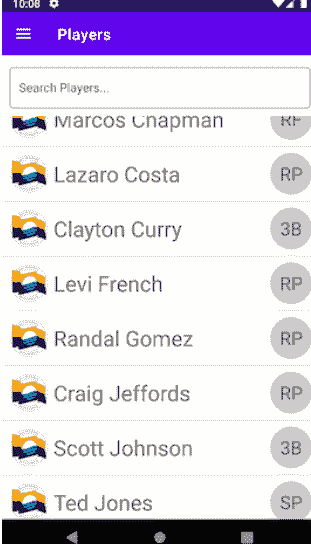 10:08
Players
Search Players...
Marcos Chapman RF
Lazaro Costa RP
Clayton Curry 3B
Levi French RP
Randal Gomez RP
Craig Jeffords RP
Scott Johnson 3B
Ted Jones SP